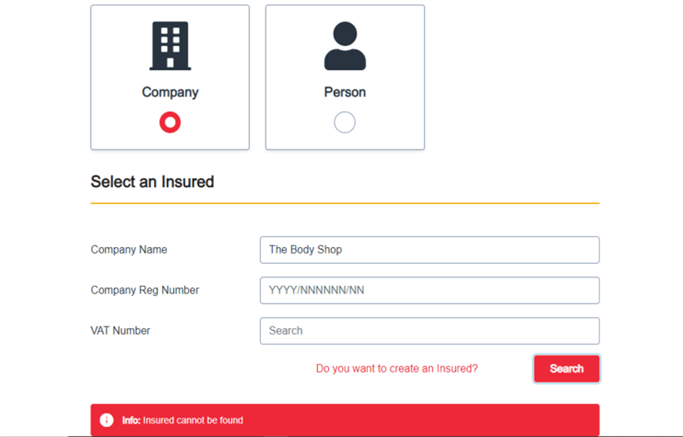 Company
Person
Select an Insured
Company Name
The Body Shop
Company Reg Number
YYYY/NNNNNN/NN
VAT Number
Search
Do you want to create an Insured?
Search
Info: Insured cannot be found